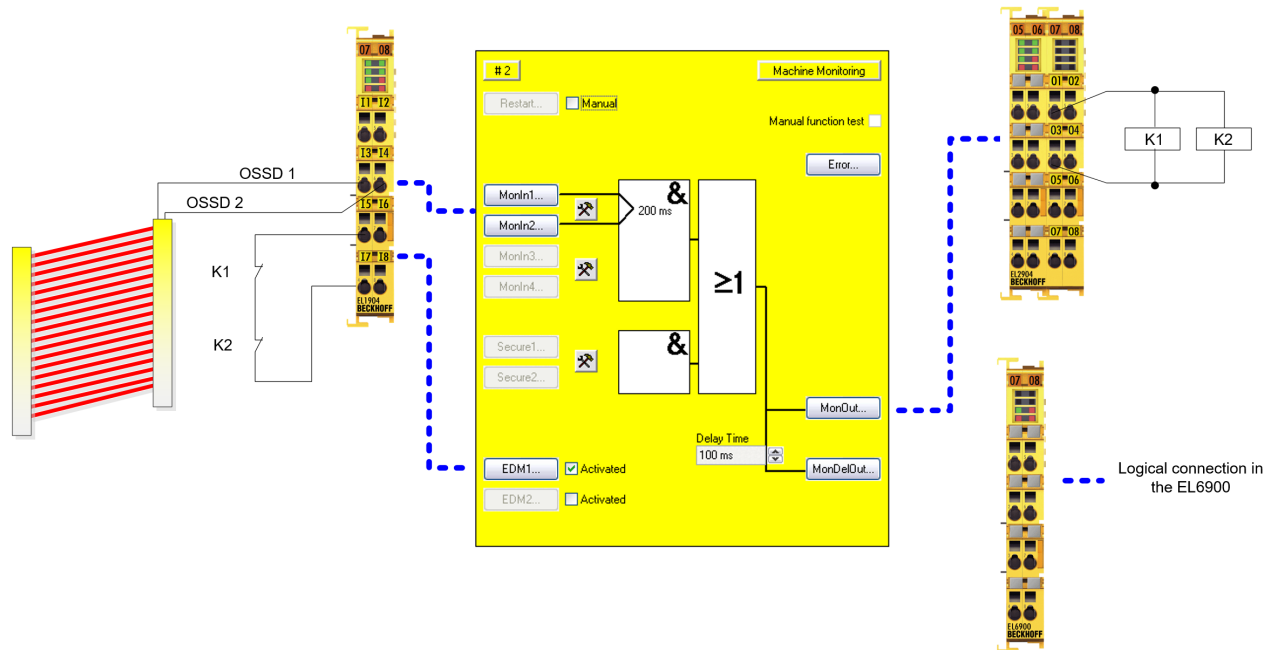 07 08
I1 I2
I3 I4
I5 I6
I7 I8
EL1904
BECKHOFF
OSSD 1
OSSD 2
K1
K2
# 2
Machine Monitoring
Restart...
Manual
Manual function test
Error...
MonIn1...
MonIn2...
200 ms
&
MonIn3...
MonIn4...
≥1
Secure1...
Secure2...
&
MonOut...
Delay Time
100 ms
MonDelOut...
EDM1...
Activated
EDM2...
Activated
05 06 07 08
01 02
03 04
05 06
07 08
EL2904
BECKHOFF
K1
K2
07 08
EL6900
BECKHOFF
Logical connection in
the EL6900